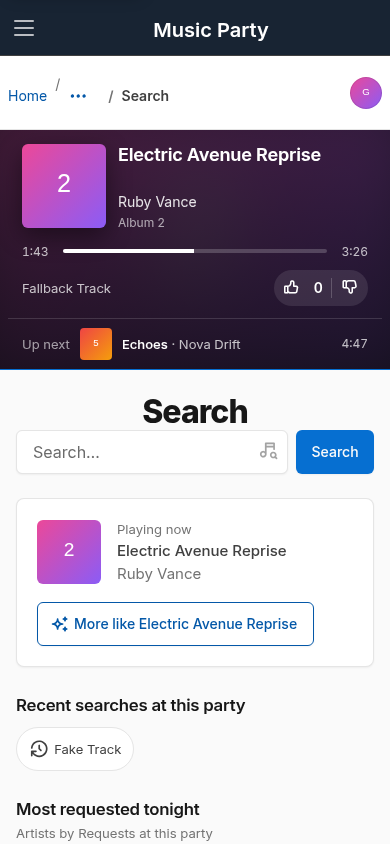 Music Party
Home / ••• / Search
G
2
Electric Avenue Reprise
Ruby Vance
Album 2
1:43
3:26
Fallback Track
0
Up next
5
Echoes · Nova Drift
4:47
Search
Search...
Search
2
Playing now
Electric Avenue Reprise
Ruby Vance
More like Electric Avenue Reprise
Recent searches at this party
Fake Track
Most requested tonight
Artists by Requests at this party